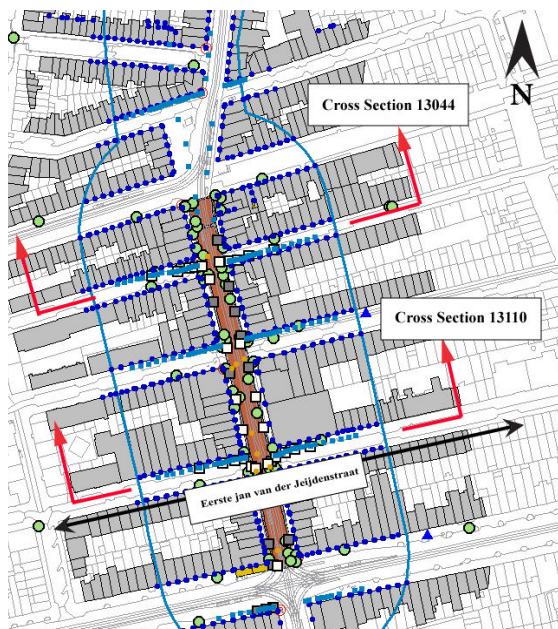 N
Cross Section 13044
Cross Section 13110
Eerste jan van der Jeijdenstraat